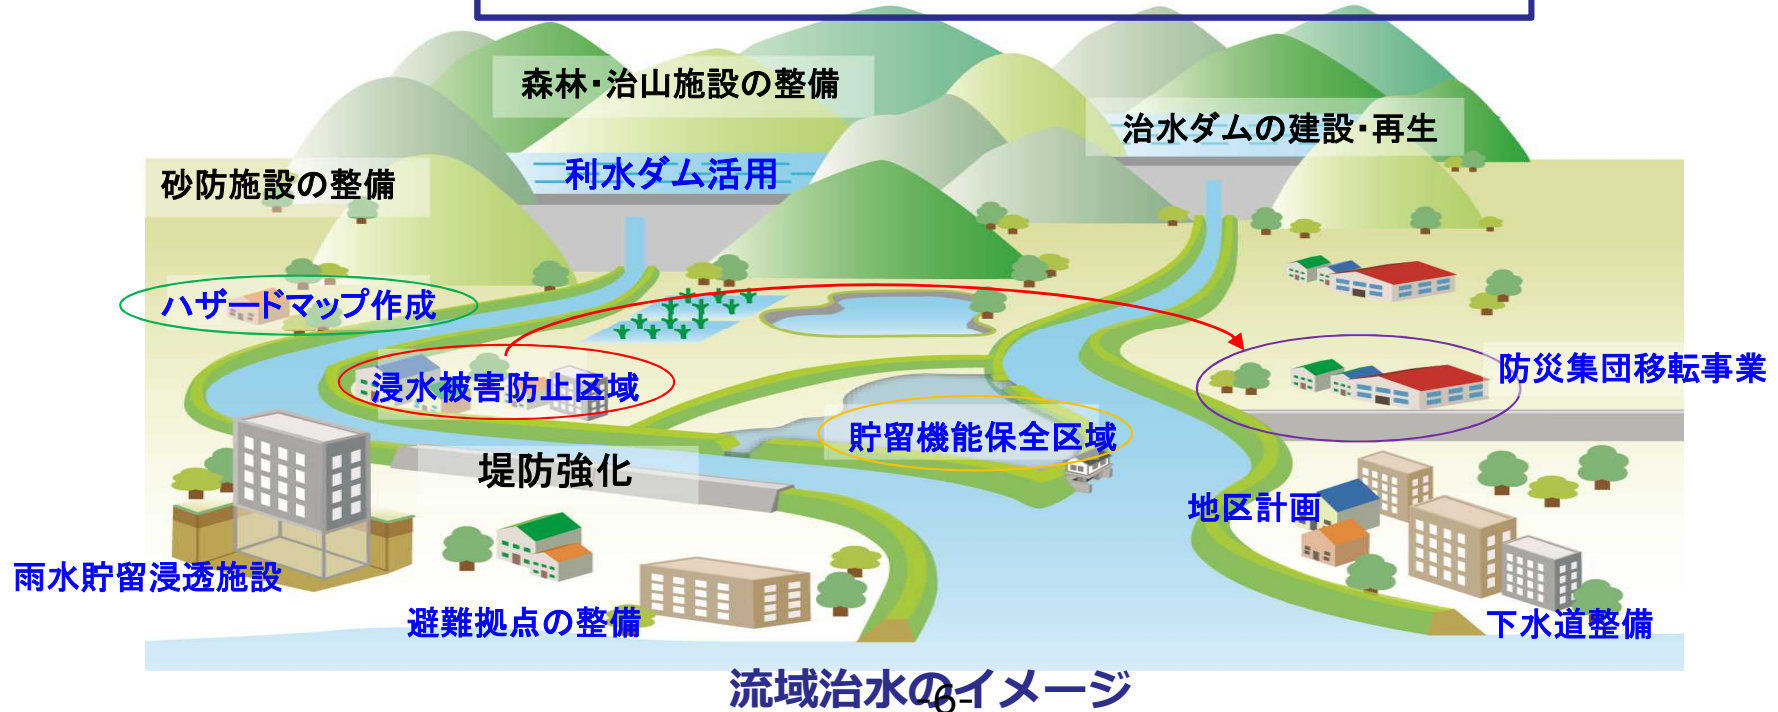 森林・治山施設の整備
治水ダムの建設・再生
利水ダム活用
砂防施設の整備
ハザードマップ作成
浸水被害防止区域
防災集団移転事業
貯留機能保全区域
堤防強化
地区計画
雨水貯留浸透施設
避難拠点の整備
下水道整備
流域治水のイメージ
-6-